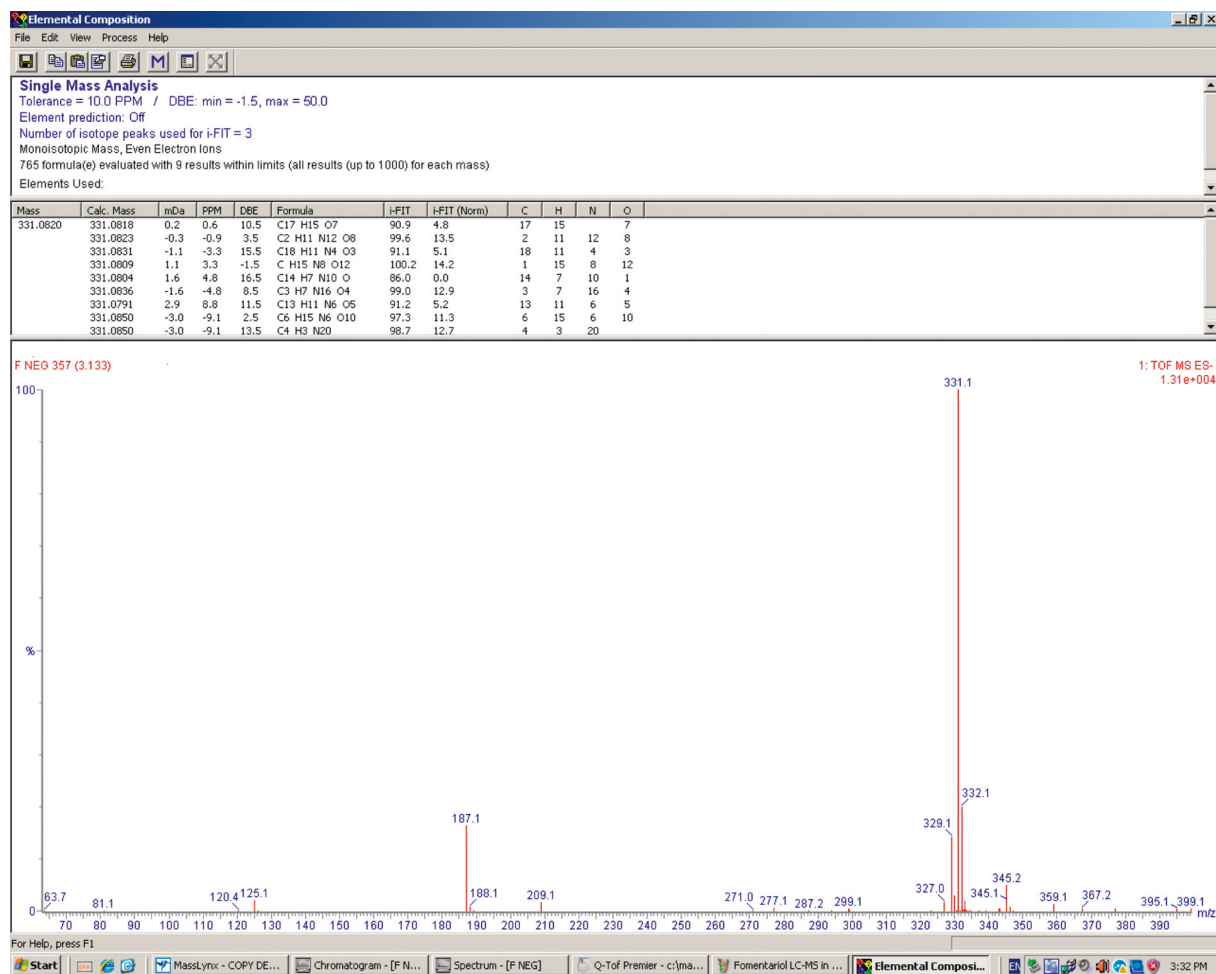 Elemental Composition
File Edit View Process Help
Single Mass Analysis
Tolerance = 10.0 PPM / DBE: min = -1.5, max = 50.0
Element prediction: Off
Number of isotope peaks used for i-FIT = 3
Monoisotopic Mass, Even Electron Ions
765 formula(e) evaluated with 9 results within limits (all results (up to 1000) for each mass)
Elements Used:
Mass Calc. Mass mDa PPM DBE Formula i-FIT i-FIT (Norm) C H N O
331.0820 331.0818 0.2 0.6 10.5 C17 H15 O7 90.9 4.8 17 15 7
331.0823 -0.3 -0.9 3.5 C2 H11 N12 O8 99.6 13.5 2 11 12 8
331.0831 -1.1 -3.3 15.5 C18 H11 N4 O3 91.1 5.1 18 11 4 3
331.0809 1.1 3.3 -1.5 C H15 N8 O12 100.2 14.2 1 15 8 12
331.0804 1.6 4.8 16.5 C14 H7 N10 O 86.0 0.0 14 7 10 1
331.0836 -1.6 -4.8 8.5 C3 H7 N16 O4 99.0 12.9 3 7 16 4
331.0791 2.9 8.8 11.5 C13 H11 N6 O5 91.2 5.2 13 11 6 5
331.0850 -3.0 -9.1 2.5 C6 H15 N6 O10 97.3 11.3 6 15 6 10
331.0850 -3.0 -9.1 13.5 C4 H3 N20 98.7 12.7 4 3 20
F NEG 357 (3.133) 1: TOF MS ES-
1.31e+004
100
331.1
%
332.1
187.1
329.1
345.2
63.7 81.1 120.4 125.1 188.1 209.1 271.0 277.1 287.2 299.1 327.0 345.1 359.1 367.2 395.1 399.1
0
m/z
70 80 90 100 110 120 130 140 150 160 170 180 190 200 210 220 230 240 250 260 270 280 290 300 310 320 330 340 350 360 370 380 390
For Help, press F1
Start MassLynx - COPY DE... Chromatogram - [F N... Spectrum - [F NEG] Q-Tof Premier - c:\ma... Fomentariol LC-MS in ... Elemental Composi... EN 3:32 PM